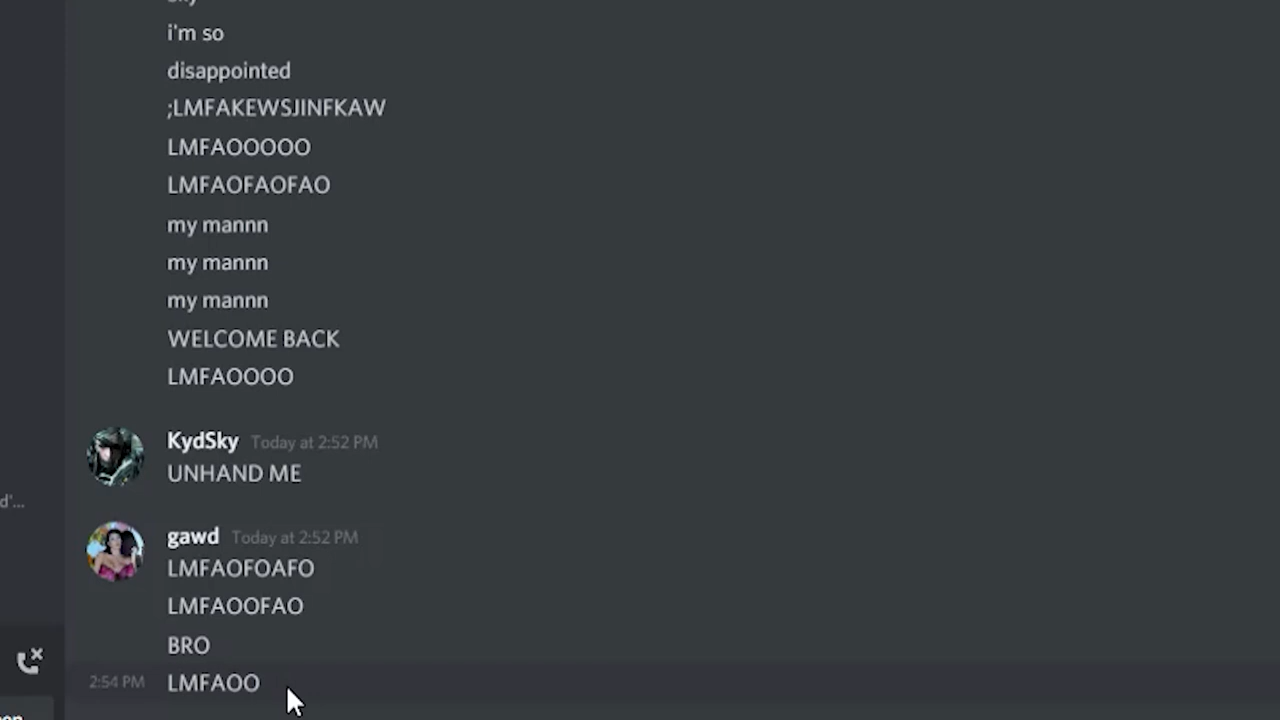 i'm so
disappointed
;LMFAKEWSJINFKAW
LMFAOOOOO
LMFAOFAOFAO
my mannn
my mannn
my mannn
WELCOME BACK
LMFAOOOO
KydSky Today at 2:52 PM
UNHAND ME
d'...
gawd Today at 2:52 PM
LMFAOFOAFO
LMFAOOFAO
BRO
2:54 PM LMFAOO